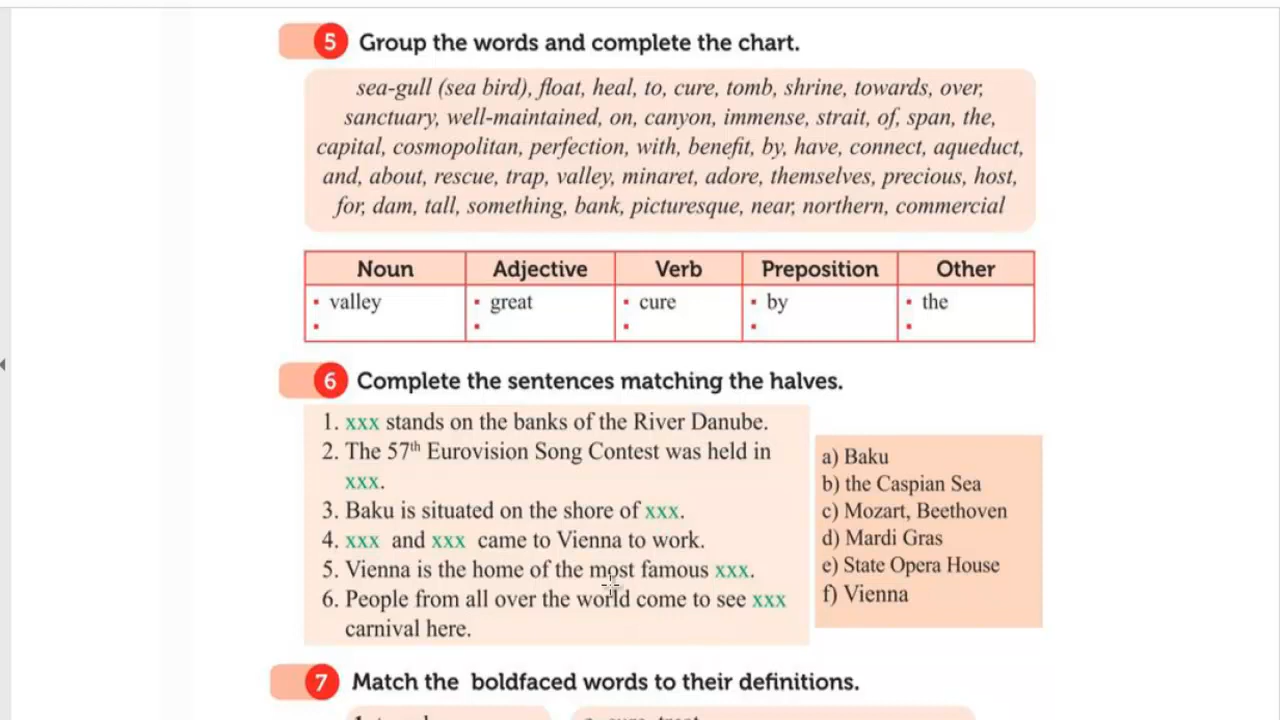 5 Group the words and complete the chart.
sea-gull (sea bird), float, heal, to, cure, tomb, shrine, towards, over,
sanctuary, well-maintained, on, canyon, immense, strait, of, span, the,
capital, cosmopolitan, perfection, with, benefit, by, have, connect, aqueduct,
and, about, rescue, trap, valley, minaret, adore, themselves, precious, host,
for, dam, tall, something, bank, picturesque, near, northern, commercial
Noun Adjective Verb Preposition Other
▪ valley ▪ great ▪ cure ▪ by ▪ the
6 Complete the sentences matching the halves.
1. xxx stands on the banks of the River Danube.
2. The 57th Eurovision Song Contest was held in
xxx.
3. Baku is situated on the shore of xxx.
4. xxx and xxx came to Vienna to work.
5. Vienna is the home of the most famous xxx.
6. People from all over the world come to see xxx
carnival here.
a) Baku
b) the Caspian Sea
c) Mozart, Beethoven
d) Mardi Gras
e) State Opera House
f) Vienna
7 Match the boldfaced words to their definitions.